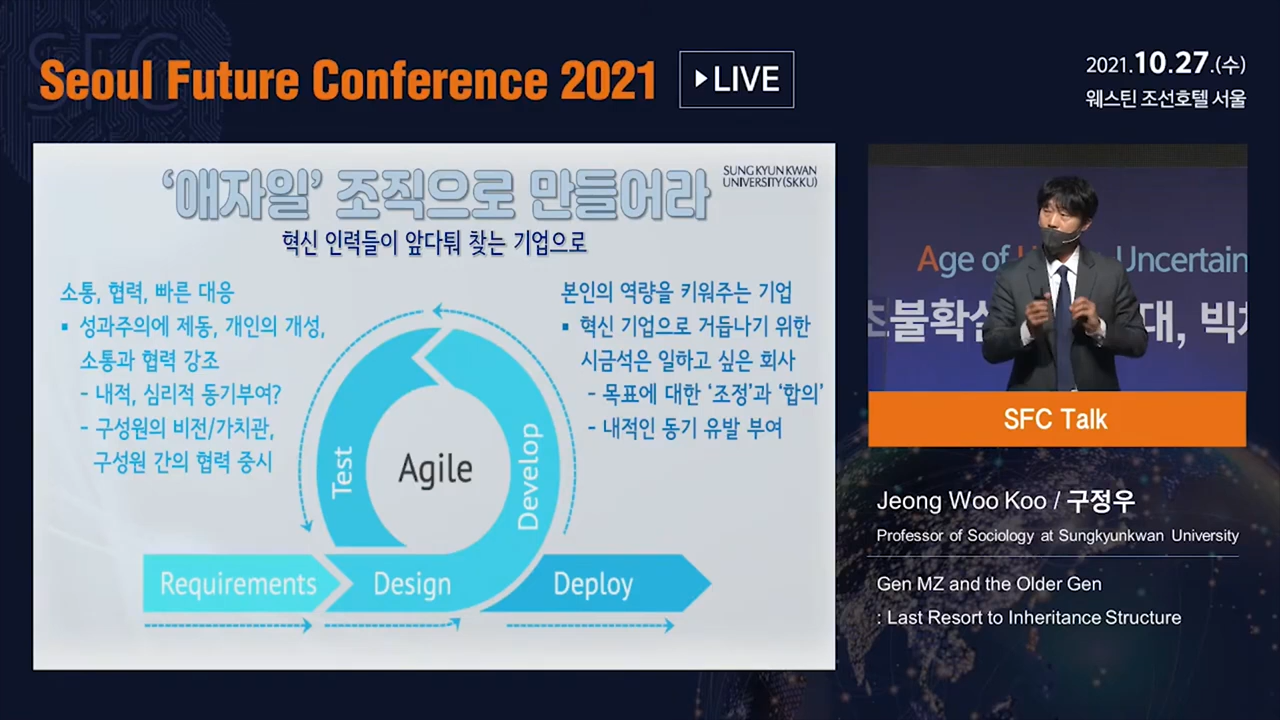 SFC
Seoul Future Conference 2021
LIVE
2021.10.27.(수)
웨스틴 조선호텔 서울
'애자일' 조직으로 만들어라
SUNG KYUN KWAN
UNIVERSITY(SKKU)
혁신 인력들이 앞다퉈 찾는 기업으로
소통, 협력, 빠른 대응
▪ 성과주의에 제동, 개인의 개성,
소통과 협력 강조
- 내적, 심리적 동기부여?
- 구성원의 비전/가치관,
구성원 간의 협력 중시
본인의 역량을 키워주는 기업
▪ 혁신 기업으로 거듭나기 위한
시금석은 일하고 싶은 회사
- 목표에 대한 '조정'과 '합의'
- 내적인 동기 유발 부여
Test
Agile
Develop
Requirements
Design
Deploy
Age of Uncertain
초불확실 대, 빅
SFC Talk
Jeong Woo Koo / 구정우
Professor of Sociology at Sungkyunkwan University
Gen MZ and the Older Gen
: Last Resort to Inheritance Structure